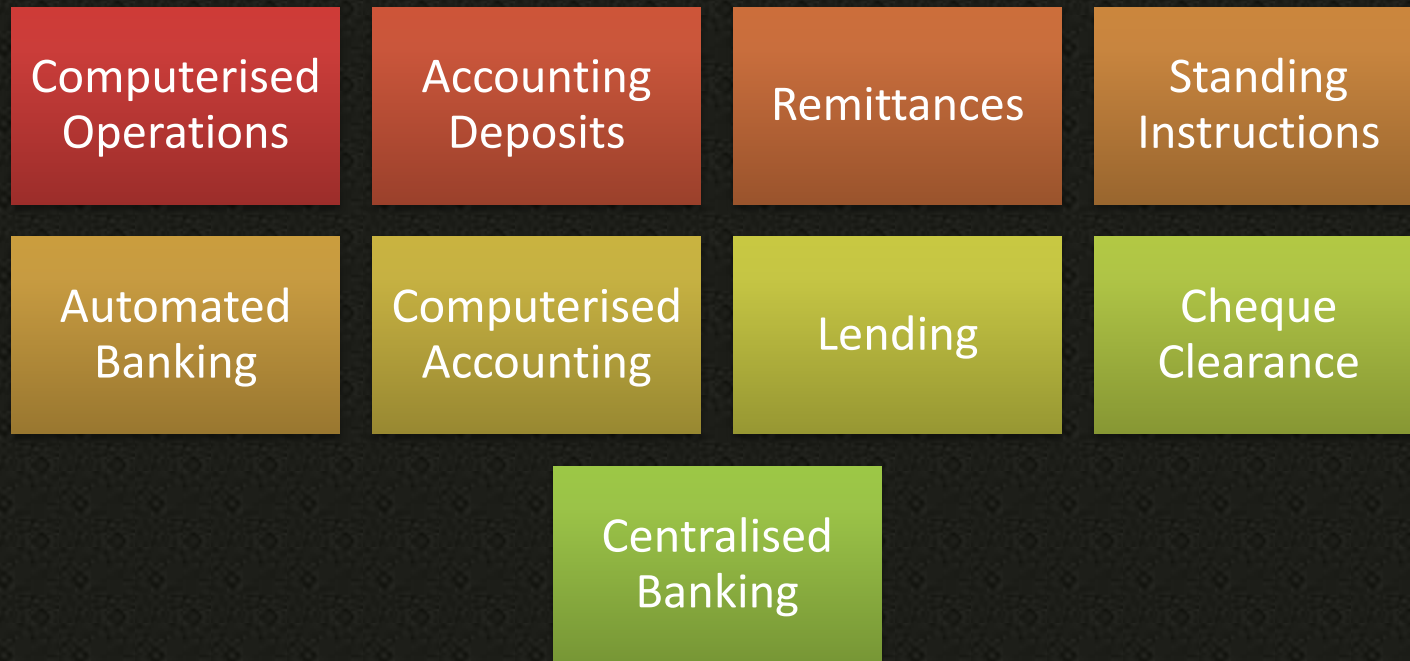 Computerised
Operations
Accounting
Deposits
Remittances
Standing
Instructions
Automated
Banking
Computerised
Accounting
Lending
Cheque
Clearance
Centralised
Banking